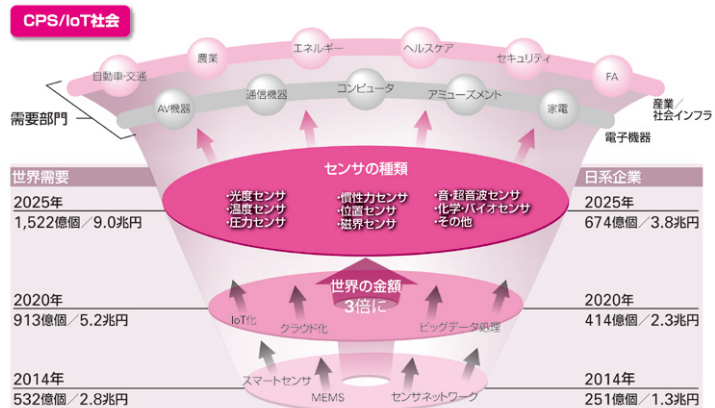 CPS/IoT社会
自動車・交通
農業
エネルギー
ヘルスケア
セキュリティ
FA
産業／
社会インフラ
需要部門
AV機器
通信機器
コンピュータ
アミューズメント
家電
電子機器
世界需要
センサの種類
日系企業
・光度センサ
・温度センサ
・圧力センサ
・慣性力センサ
・位置センサ
・磁界センサ
・音・超音波センサ
・化学・バイオセンサ
・その他
2025年
1,522億個／9.0兆円
2025年
674億個／3.8兆円
世界の金額
3倍に
2020年
913億個／5.2兆円
IoT化
クラウド化
ビッグデータ処理
2020年
414億個／2.3兆円
2014年
532億個／2.8兆円
スマートセンサ
MEMS
センサネットワーク
2014年
251億個／1.3兆円